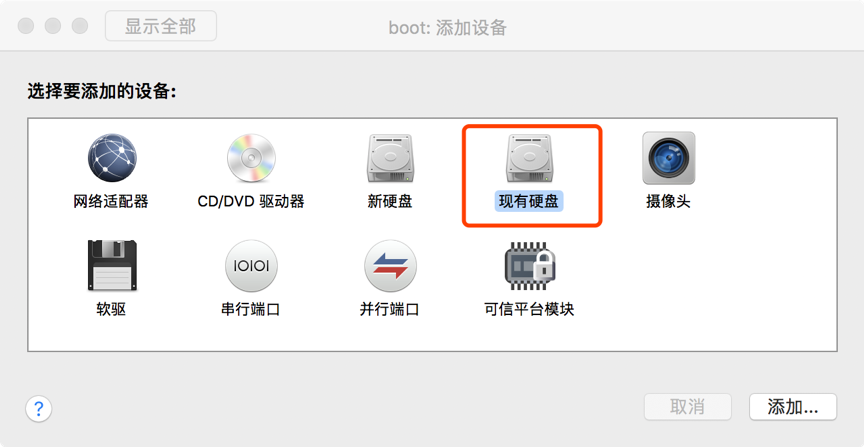 显示全部
boot: 添加设备
选择要添加的设备:
网络适配器
CD/DVD 驱动器
新硬盘
现有硬盘
摄像头
软驱
IOIOI
串行端口
并行端口
可信平台模块
?
取消
添加...